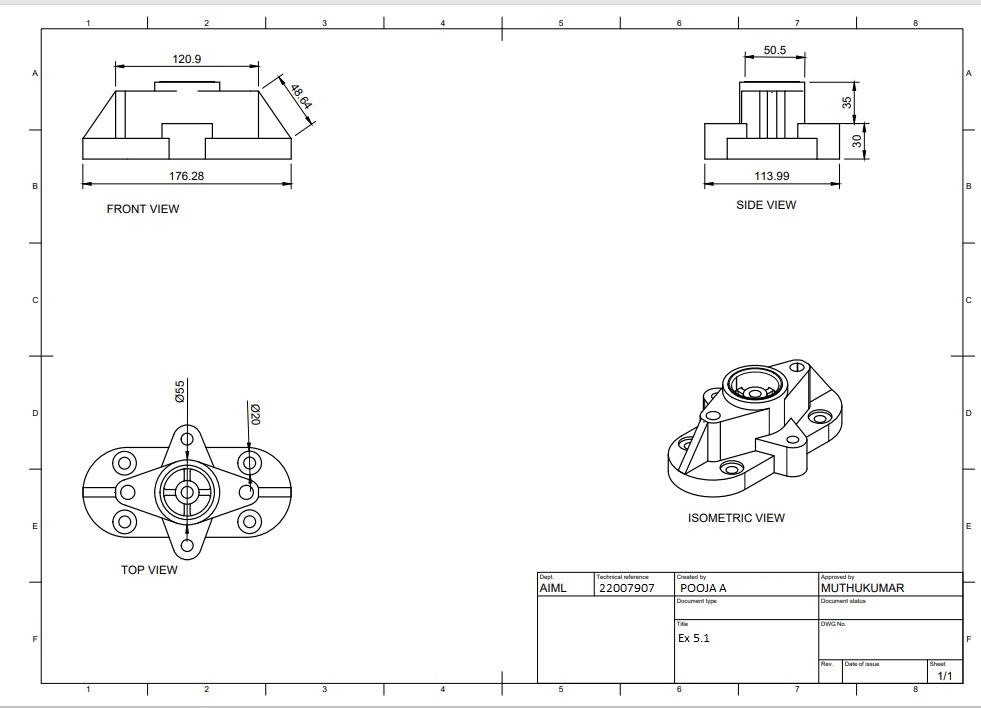 1 2 3 4 5 6 7 8
A A
120.9
48.64
176.28
FRONT VIEW
50.5
35
30
113.99
SIDE VIEW
B B
C C
D D
Ø55
Ø20
TOP VIEW
ISOMETRIC VIEW
E E
Dept. Technical reference Created by Approved by
AIML 22007907 POOJA A MUTHUKUMAR
Document type Document status
Title DWG No.
Ex 5.1
F F
Rev. Date of issue Sheet
1/1
1 2 3 4 5 6 7 8